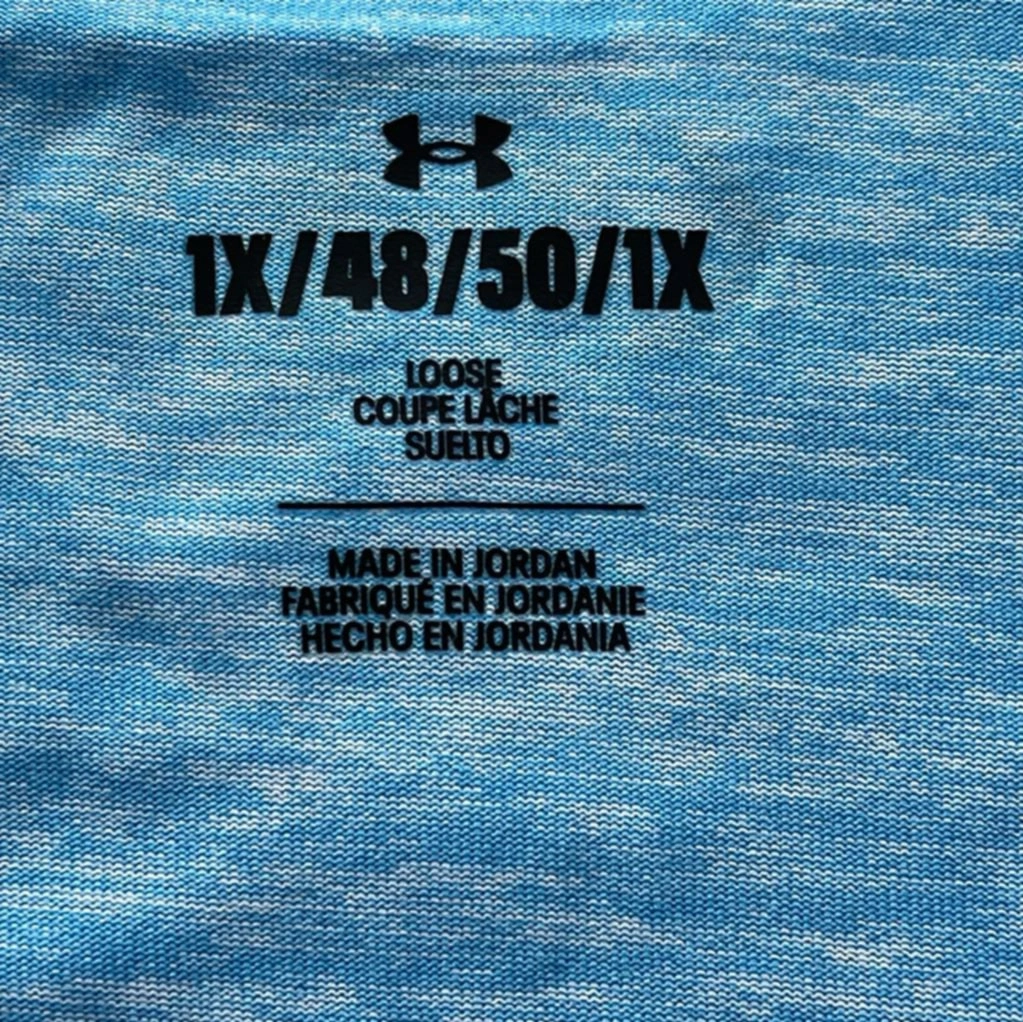 1X/48/50/1X
LOOSE
COUPE LÂCHE
SUELTO
MADE IN JORDAN
FABRIQUÉ EN JORDANIE
HECHO EN JORDANIA